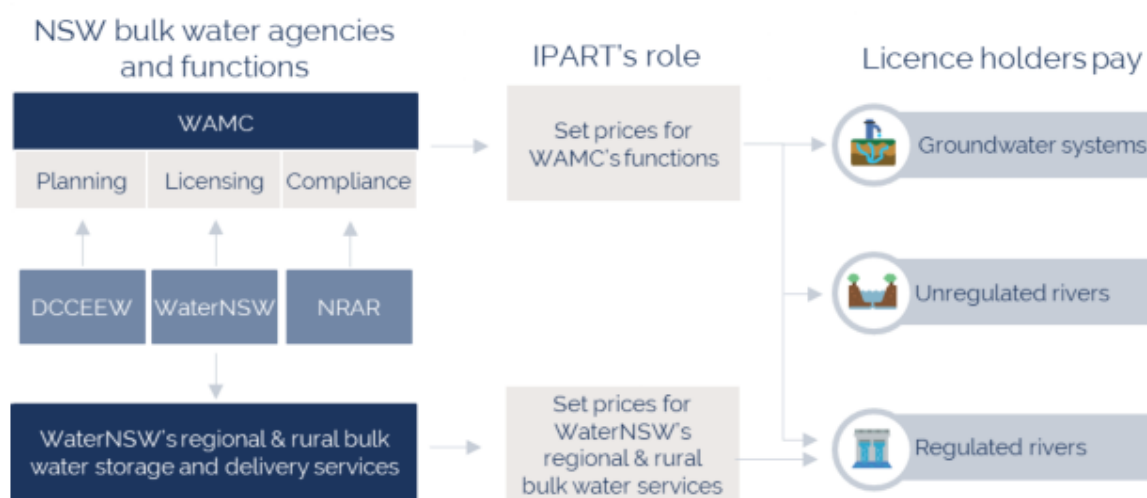 NSW bulk water agencies
and functions
IPART's role
Licence holders pay
WAMC
Planning
Licensing
Compliance
Set prices for
WAMC's functions
Groundwater systems
DCCEEW
WaterNSW
NRAR
Unregulated rivers
WaterNSW's regional & rural bulk
water storage and delivery services
Set prices for
WaterNSW's
regional & rural
bulk water services
Regulated rivers